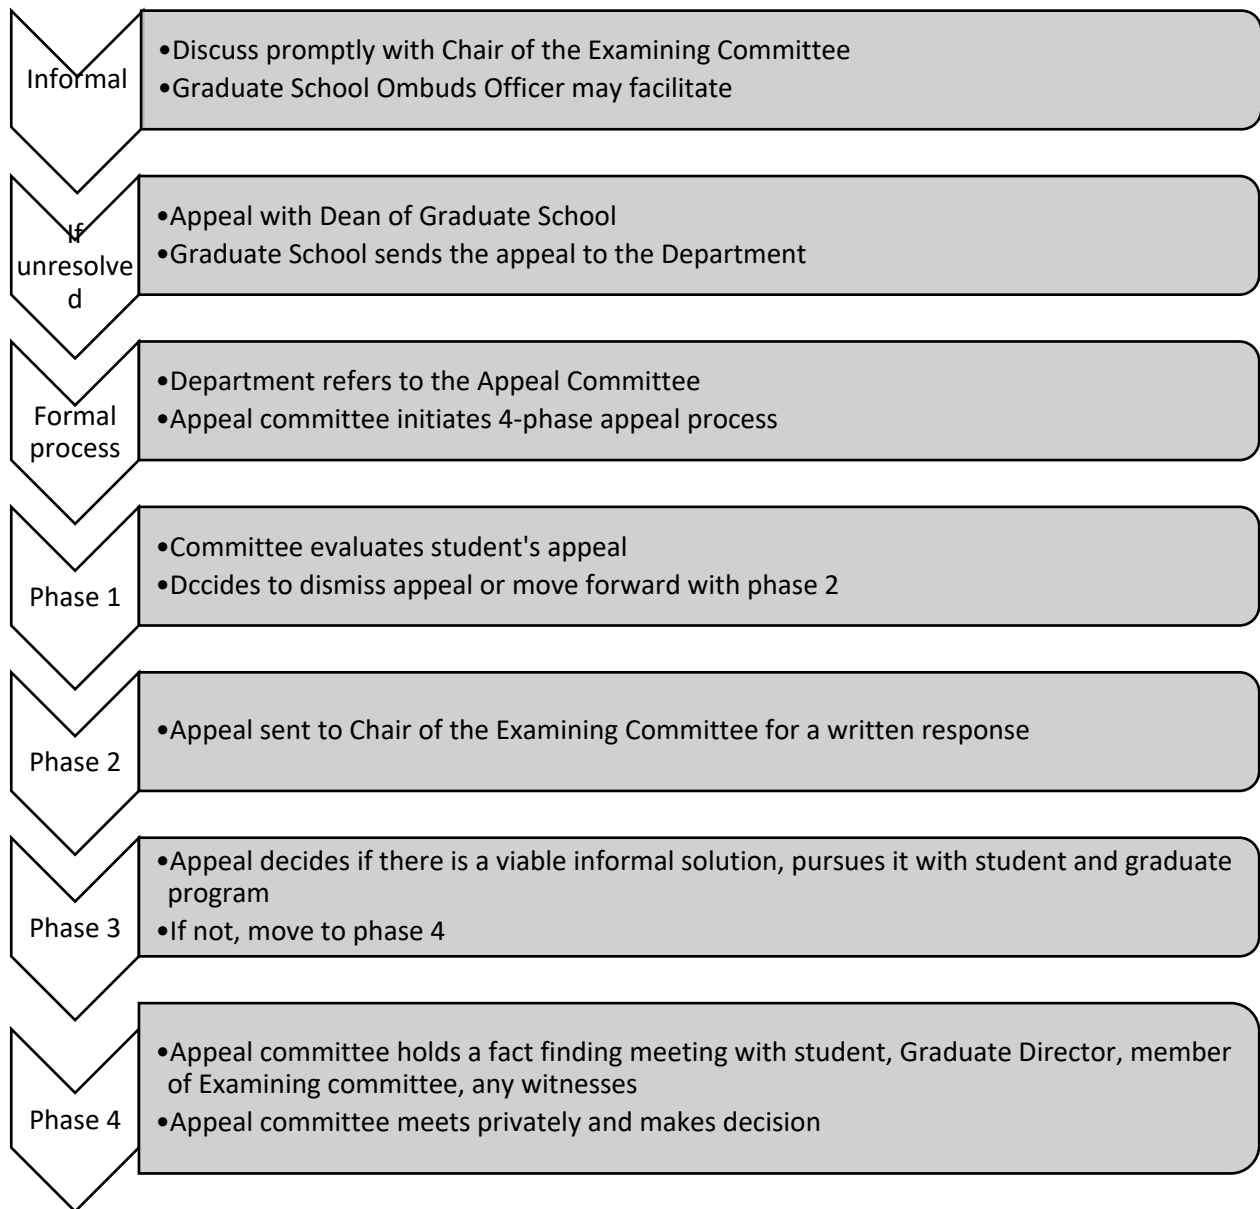 Informal
•Discuss promptly with Chair of the Examining Committee
•Graduate School Ombuds Officer may facilitate
If
unresolve
d
•Appeal with Dean of Graduate School
•Graduate School sends the appeal to the Department
Formal
process
•Department refers to the Appeal Committee
•Appeal committee initiates 4-phase appeal process
Phase 1
•Committee evaluates student's appeal
•Dccides to dismiss appeal or move forward with phase 2
Phase 2
•Appeal sent to Chair of the Examining Committee for a written response
Phase 3
•Appeal decides if there is a viable informal solution, pursues it with student and graduate
program
•If not, move to phase 4
Phase 4
•Appeal committee holds a fact finding meeting with student, Graduate Director, member
of Examining committee, any witnesses
•Appeal committee meets privately and makes decision